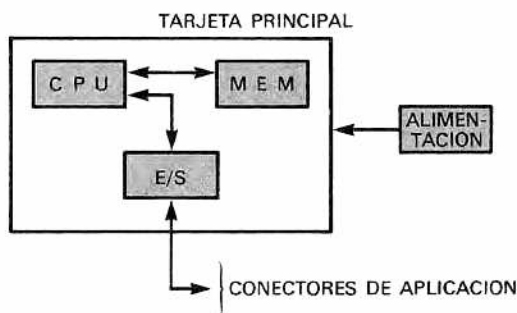 TARJETA PRINCIPAL
C P U
M E M
ALIMEN-
TACION
E/S
CONECTORES DE APLICACION